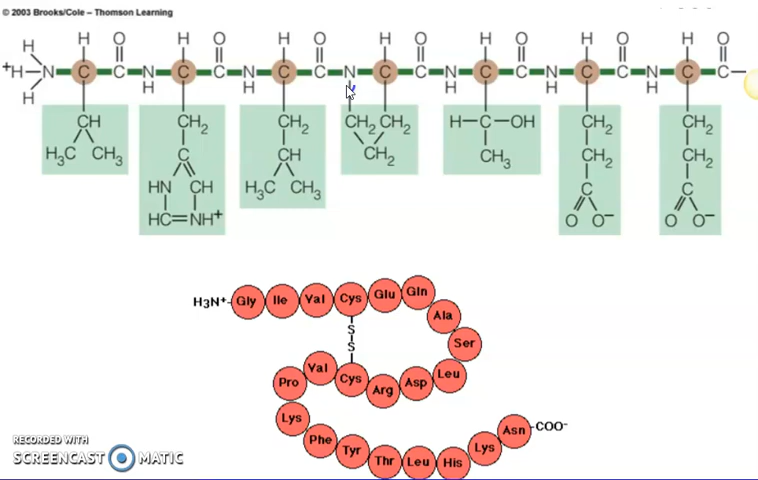 © 2003 Brooks/Cole – Thomson Learning
H H O H O H O H O H O H O H O
+H–N C C N C C N C C N C C N C C N C C N C C
H H H H H H
CH CH2 CH2 CH2 CH2 H–C–OH CH2 CH2
H3C CH3 C CH CH2 CH3 CH2 CH2
HN CH H3C CH3 C C
HC=NH+ O O– O O–
H3N+ Gly Ile Val Cys Glu Gln
Ala
S
S
Ser
Pro Val Cys Arg Asp Leu
Lys
Phe Tyr Thr Leu His Lys Asn COO–
RECORDED WITH
SCREENCAST MATIC